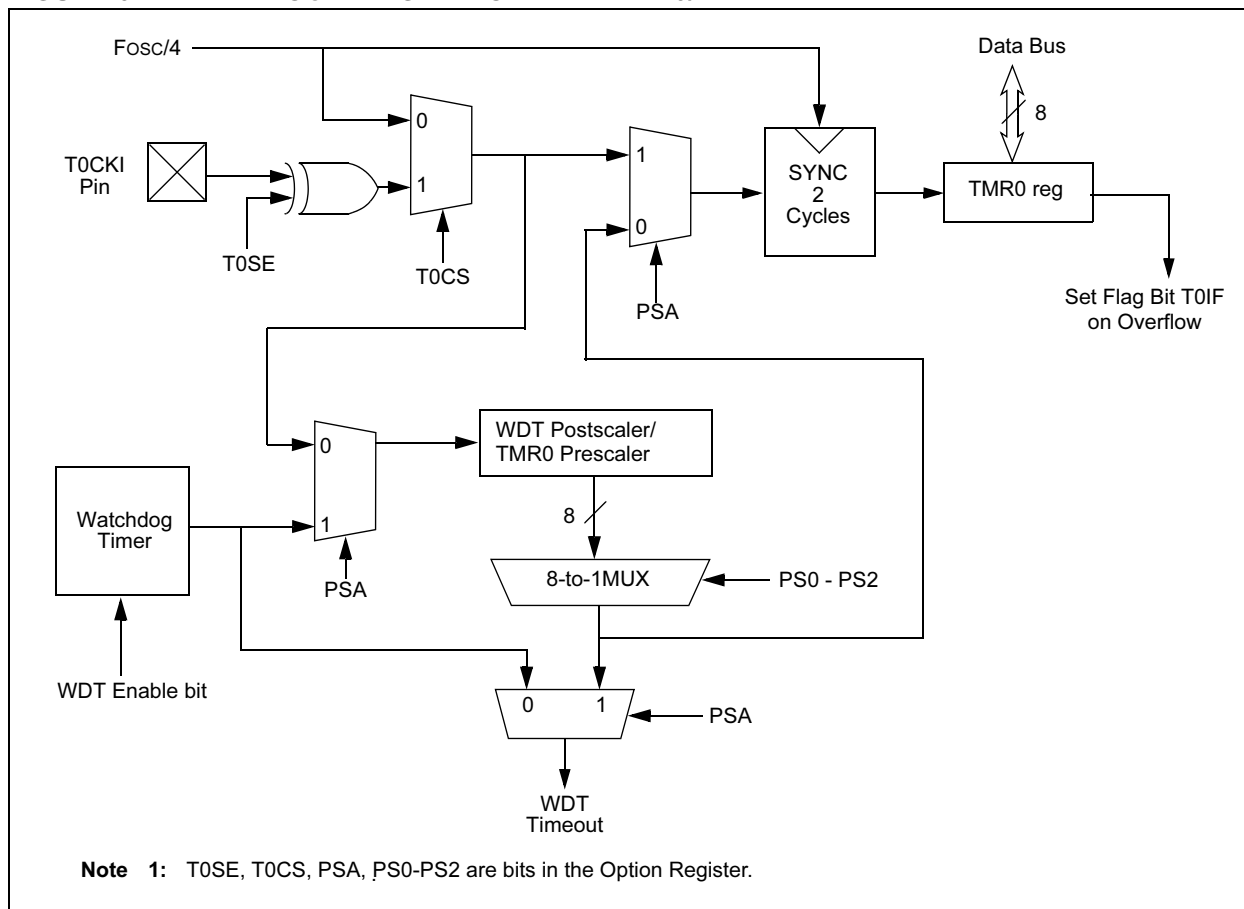 Fosc/4
Data Bus
8
0
1
T0CKI
Pin
1
0
SYNC
2
Cycles
TMR0 reg
T0SE
T0CS
PSA
Set Flag Bit T0IF
on Overflow
0
1
WDT Postscaler/
TMR0 Prescaler
Watchdog
Timer
8
PSA
8-to-1MUX
PS0 - PS2
WDT Enable bit
0
1
PSA
WDT
Timeout
Note 1: T0SE, T0CS, PSA, PS0-PS2 are bits in the Option Register.